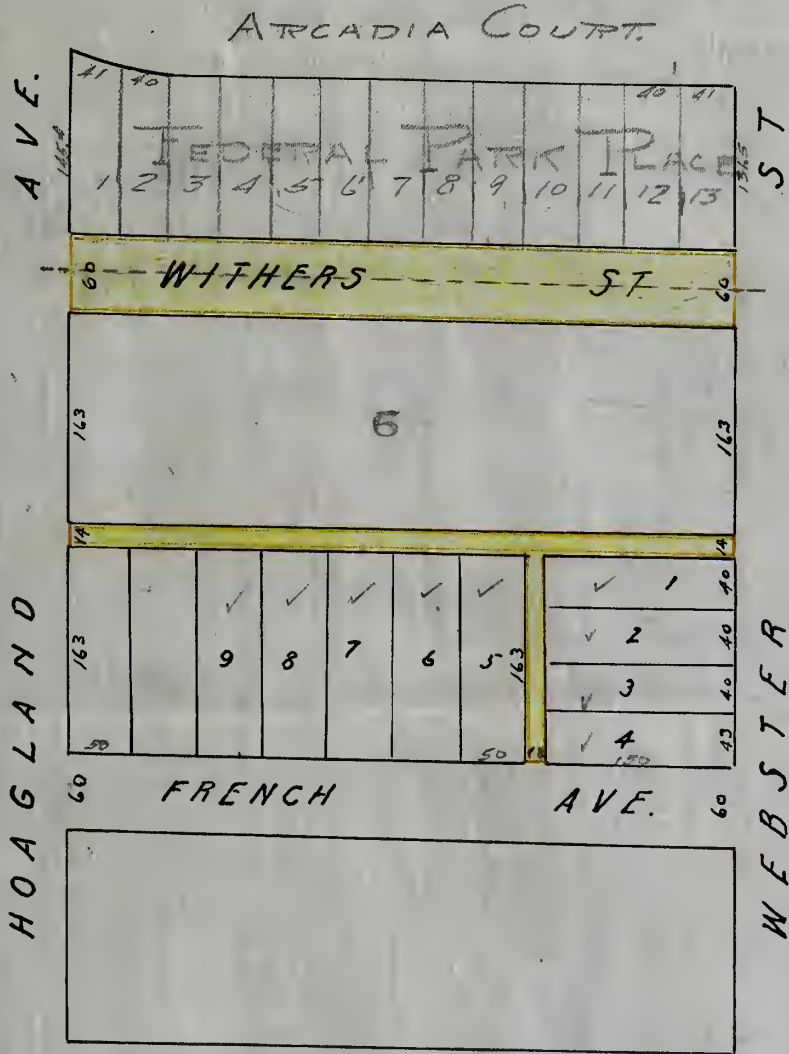 ARCADIA COURT.
HOAGLAND AVE.
WEBSTER ST
41 40 40 41
FEDERAL PARK PLACE
1 2 3 4 5 6 7 8 9 10 11 12 13
60 WITHERS ST. 60
163 6 163
14 14
163 9 8 7 6 5 163
1 40
2 40
3 40
4 43
50 50 150
60 FRENCH AVE. 60